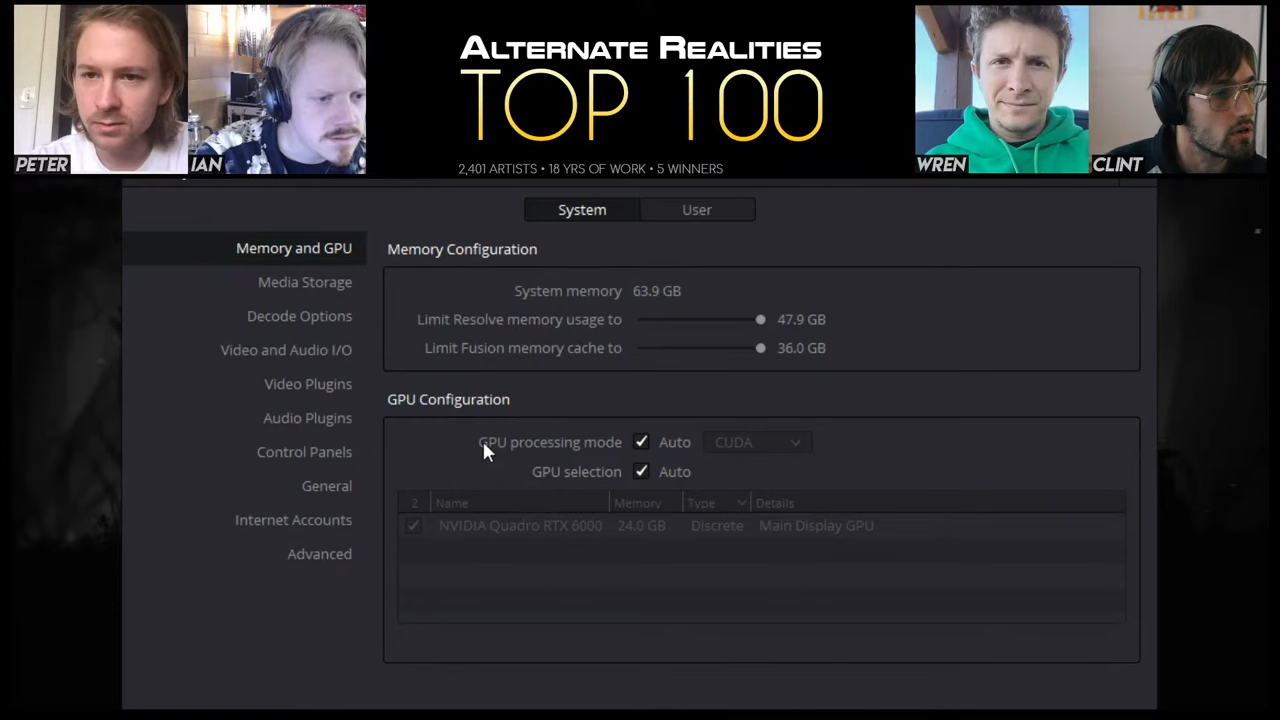 ALTERNATE REALITIES
TOP 100
2,401 ARTISTS • 18 YRS OF WORK • 5 WINNERS
PETER
IAN
WREN
CLINT
System
User
Memory and GPU
Media Storage
Decode Options
Video and Audio I/O
Video Plugins
Audio Plugins
Control Panels
General
Internet Accounts
Advanced
Memory Configuration
System memory 63.9 GB
Limit Resolve memory usage to 47.9 GB
Limit Fusion memory cache to 36.0 GB
GPU Configuration
GPU processing mode Auto CUDA
GPU selection Auto
2 Name Memory Type Details
NVIDIA Quadro RTX 6000 24.0 GB Discrete Main Display GPU